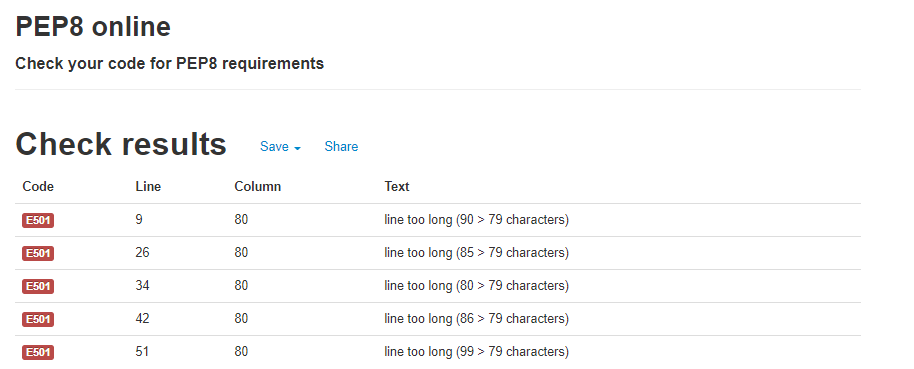 PEP8 online
Check your code for PEP8 requirements
Check results Save Share
Code Line Column Text
E501 9 80 line too long (90 > 79 characters)
E501 26 80 line too long (85 > 79 characters)
E501 34 80 line too long (80 > 79 characters)
E501 42 80 line too long (86 > 79 characters)
E501 51 80 line too long (99 > 79 characters)